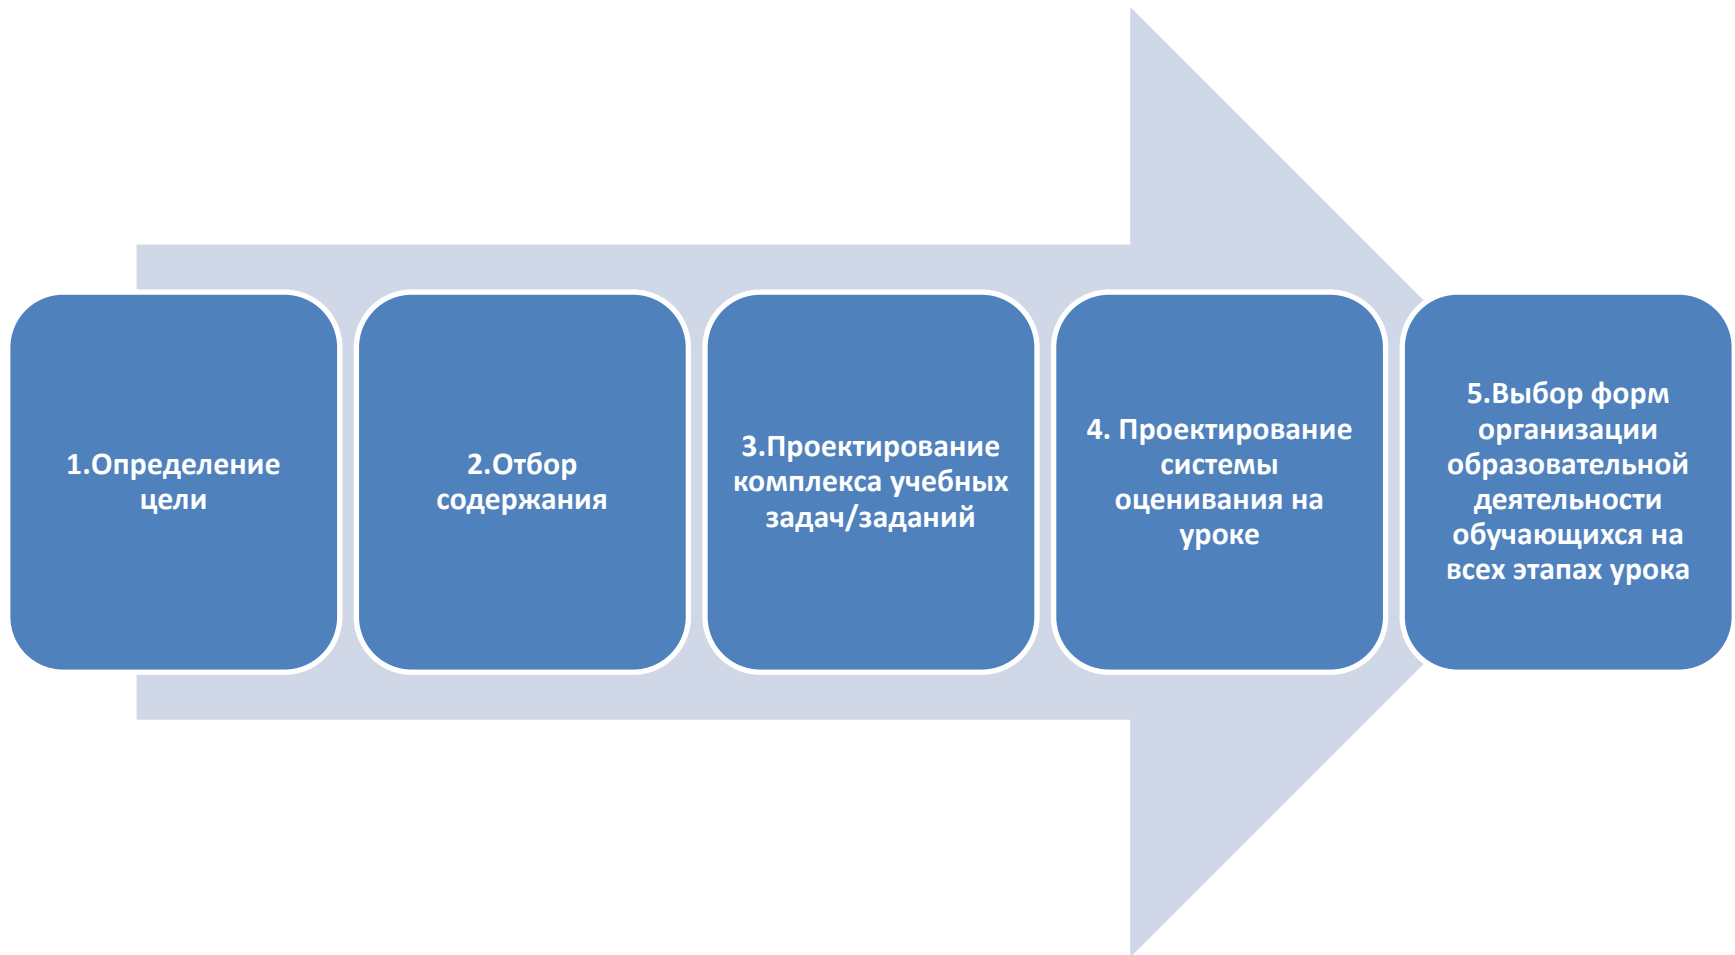 1.Определение
цели
2.Отбор
содержания
3.Проектирование
комплекса учебных
задач/заданий
4. Проектирование
системы
оценивания на
уроке
5.Выбор форм
организации
образовательной
деятельности
обучающихся на
всех этапах урока